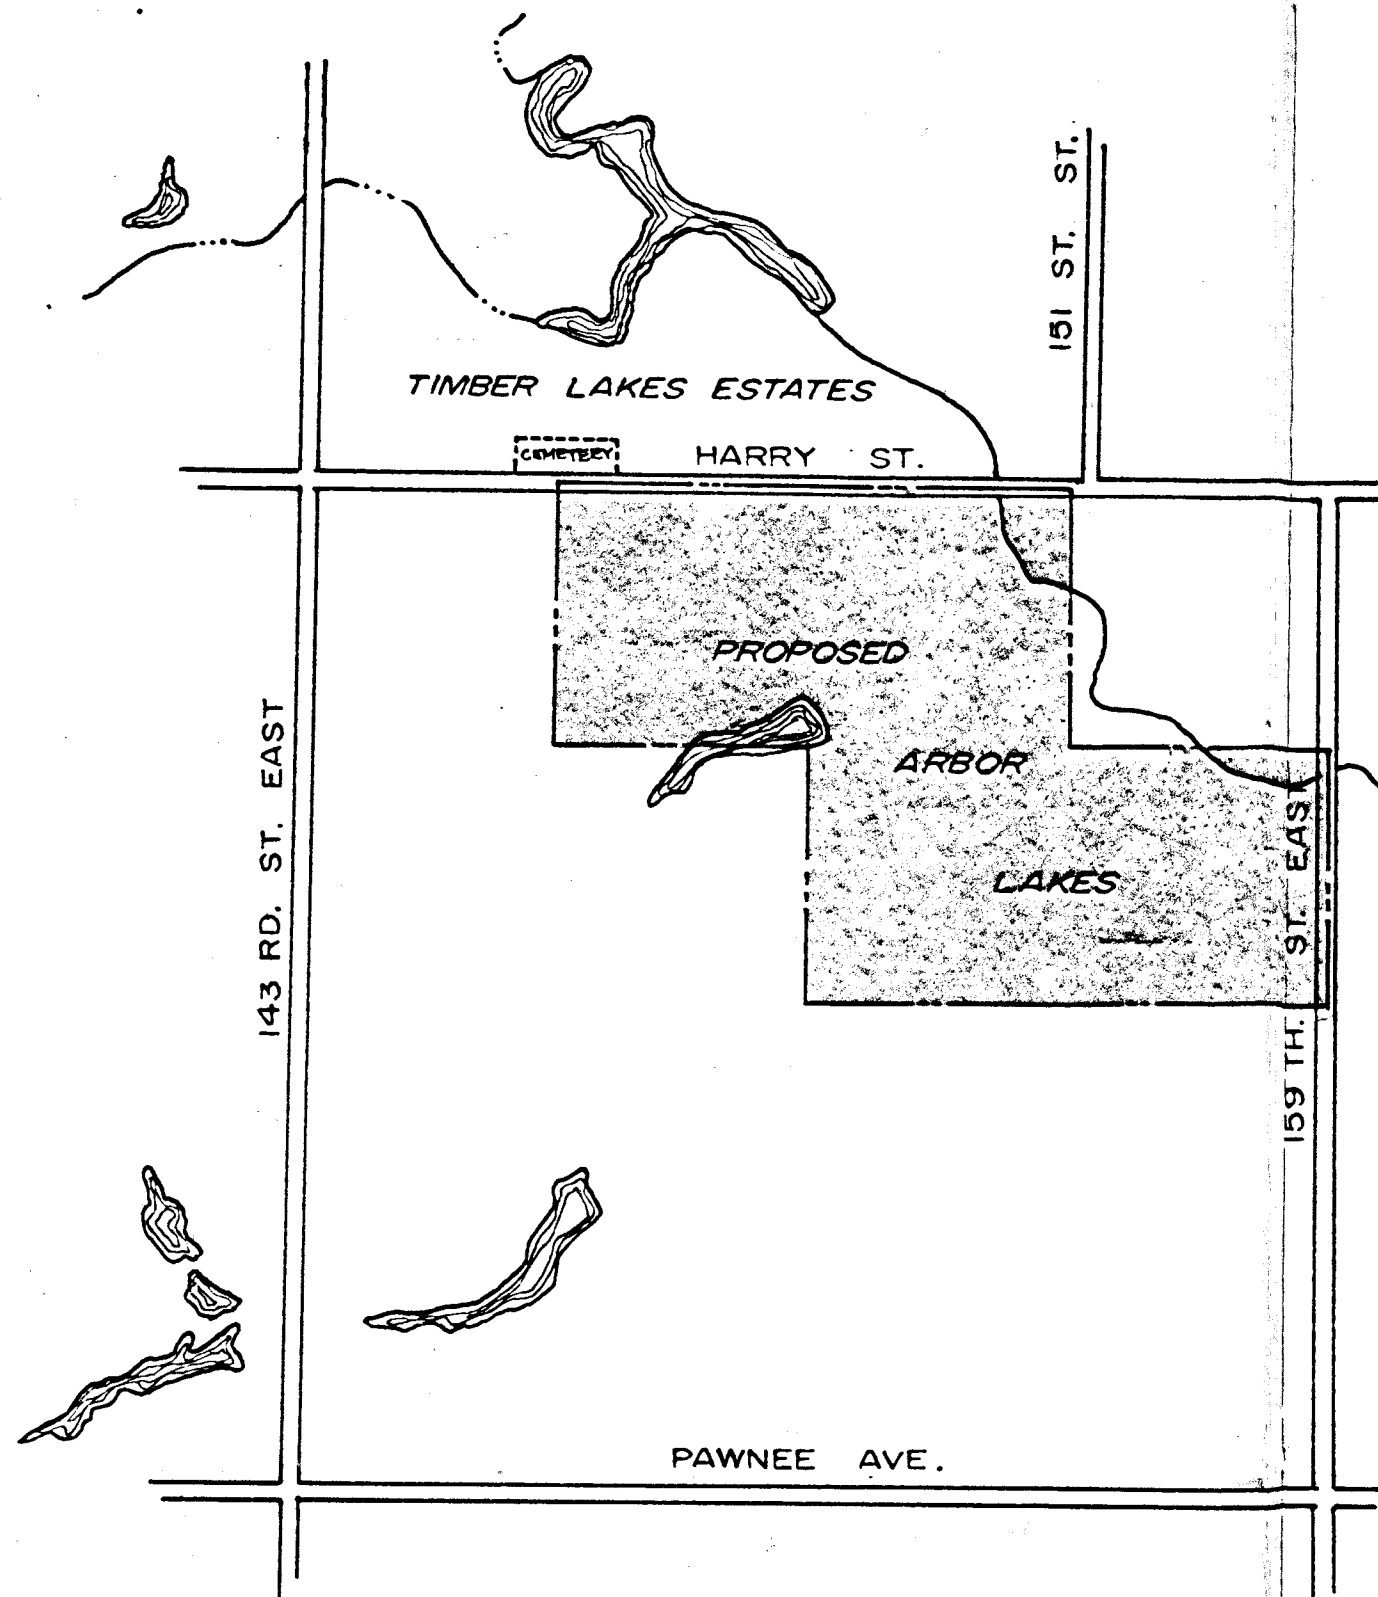 151 ST. ST.
TIMBER LAKES ESTATES
CEMETERY
HARRY ST.
PROPOSED
ARBOR
LAKES
143 RD. ST. EAST
159 TH. ST. EAST
PAWNEE AVE.